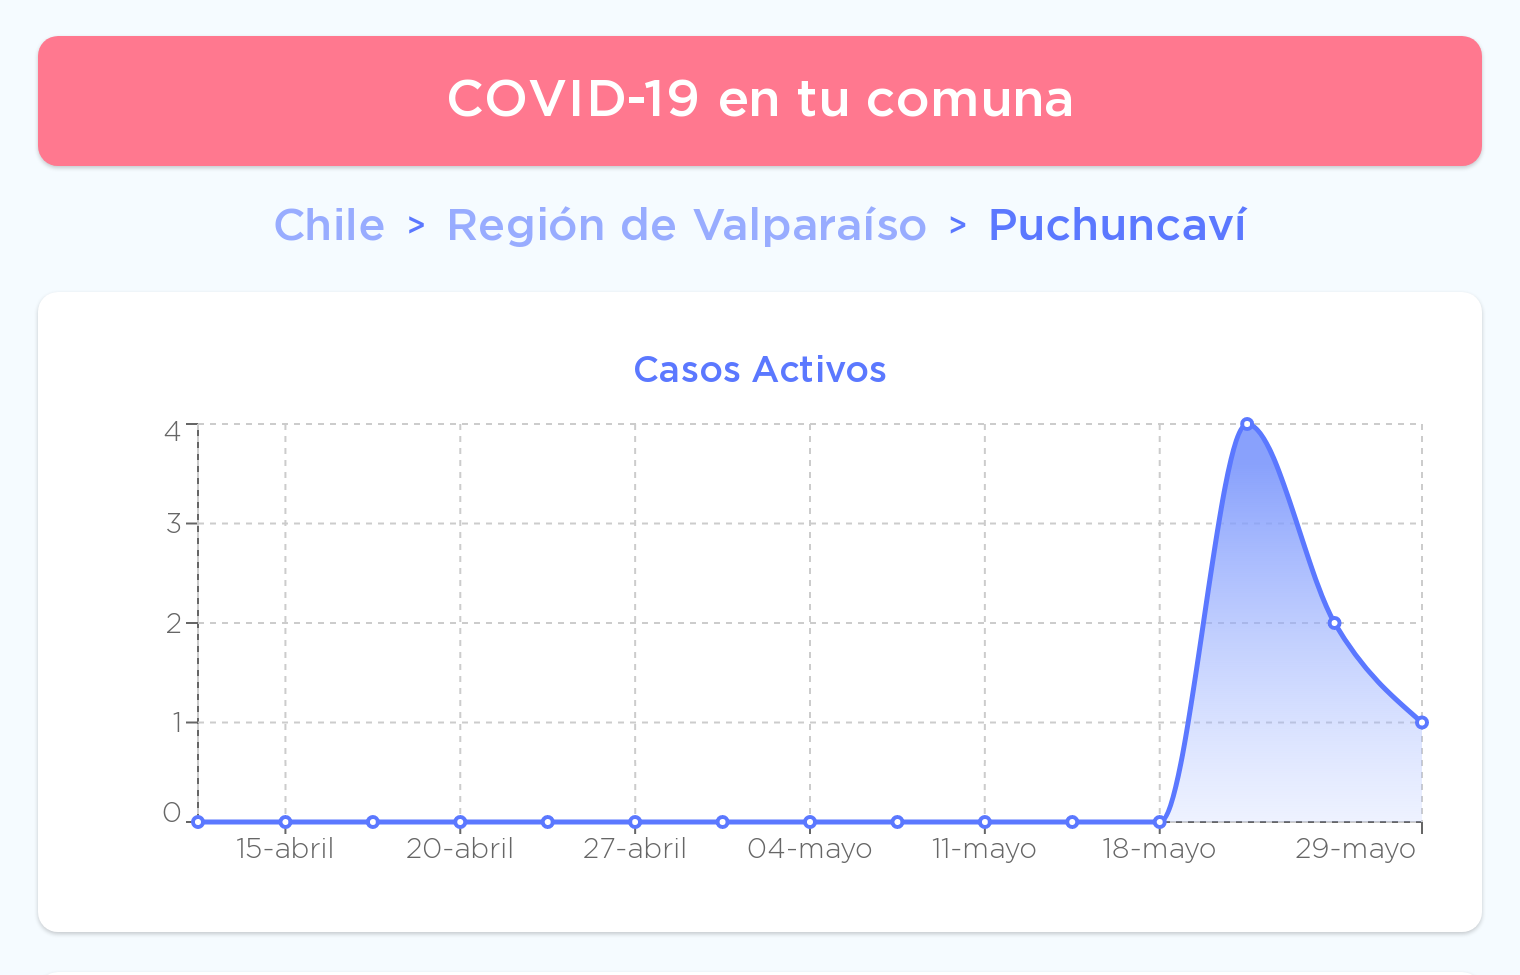 COVID-19 en tu comuna
Chile > Región de Valparaíso > Puchuncaví
Casos Activos
4
3
2
1
0
15-abril 20-abril 27-abril 04-mayo 11-mayo 18-mayo 29-mayo